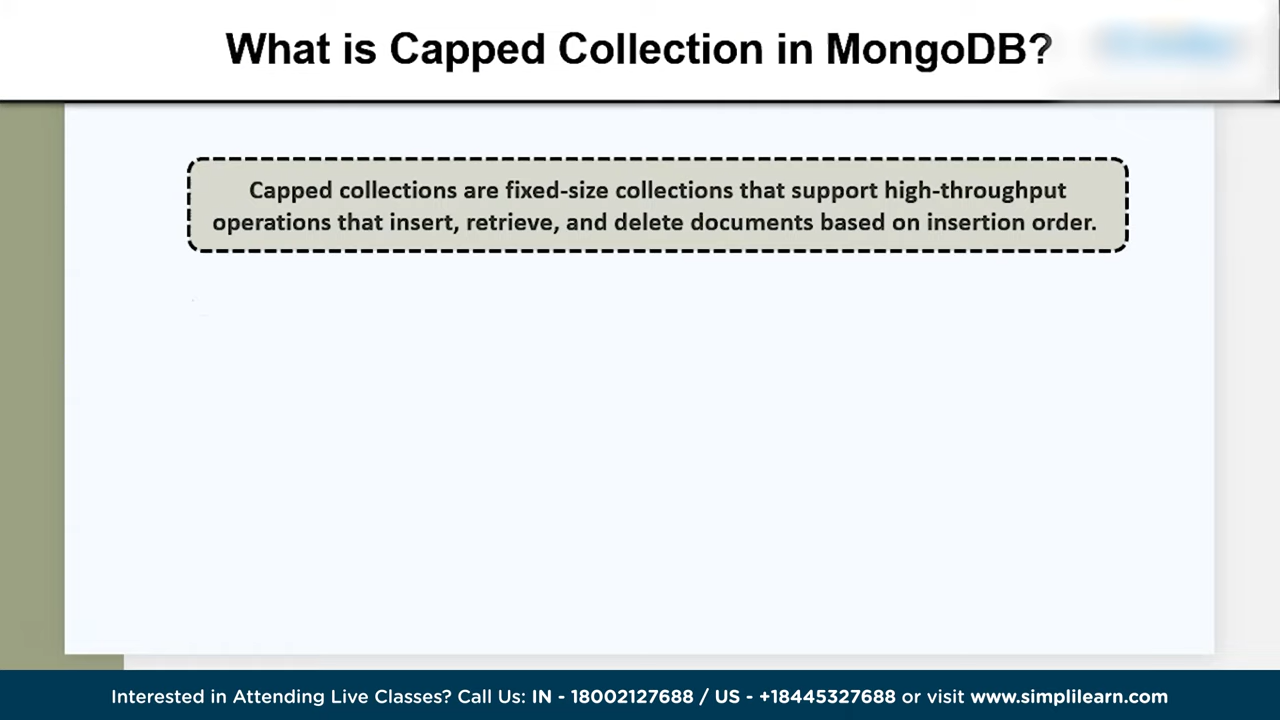 What is Capped Collection in MongoDB?
Capped collections are fixed-size collections that support high-throughput
operations that insert, retrieve, and delete documents based on insertion order.
Interested in Attending Live Classes? Call Us: IN - 18002127688 / US - +18445327688 or visit www.simplilearn.com